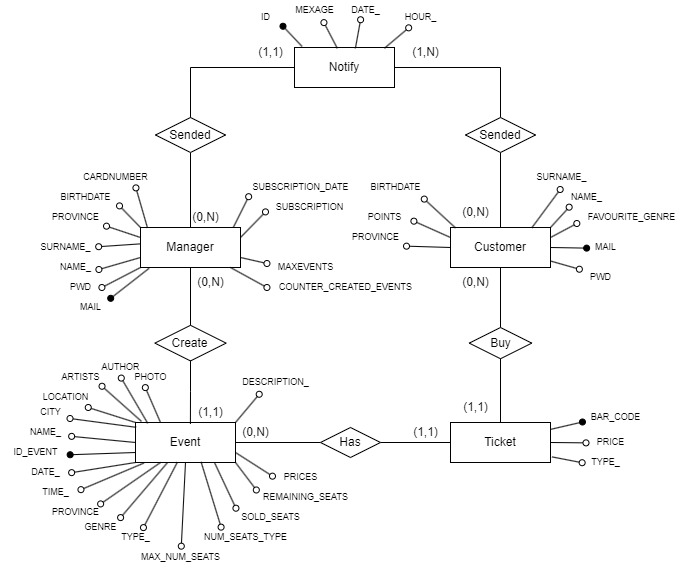 ID
MEXAGE
DATE_
HOUR_
(1,1)
Notify
(1,N)
Sended
Sended
CARDNUMBER
BIRTHDATE
PROVINCE
SURNAME_
NAME_
PWD
MAIL
SUBSCRIPTION_DATE
SUBSCRIPTION
MAXEVENTS
COUNTER_CREATED_EVENTS
(0,N)
Manager
(0,N)
BIRTHDATE
POINTS
PROVINCE
SURNAME_
NAME_
FAVOURITE_GENRE
MAIL
PWD
(0,N)
Customer
(0,N)
Create
Buy
AUTHOR
ARTISTS
PHOTO
LOCATION
CITY
NAME_
ID_EVENT
DATE_
TIME_
PROVINCE
GENRE
TYPE_
MAX_NUM_SEATS
NUM_SEATS_TYPE
SOLD_SEATS
REMAINING_SEATS
PRICES
DESCRIPTION_
(1,1)
Event
(0,N)
Has
(1,1)
(1,1)
Ticket
BAR_CODE
PRICE
TYPE_